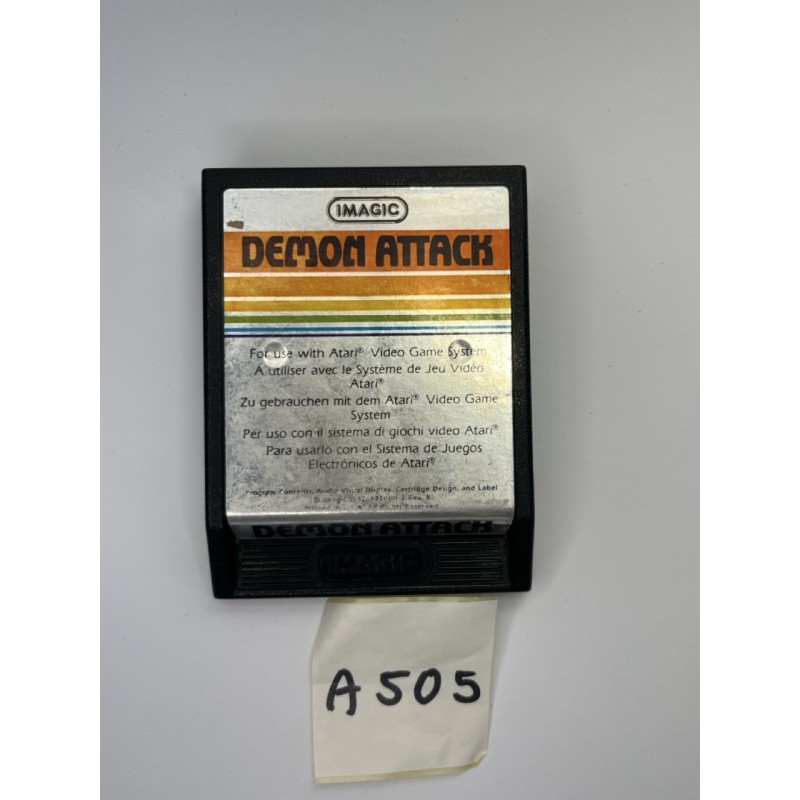 IMAGIC
DEMON ATTACK
For use with Atari® Video Game System
A utiliser avec le Système de Jeu Vidéo
Atari®
Zu gebrauchen mit dem Atari® Video Game
System
Per uso con il sistema di giochi video Atari®
Para usarlo con el Sistema de Juegos
Electrónicos de Atari®
Program Contents, Audio Visual Display, Cartridge Design, and Label
Reserved
DEMON ATTACK
IMAGIC
A505